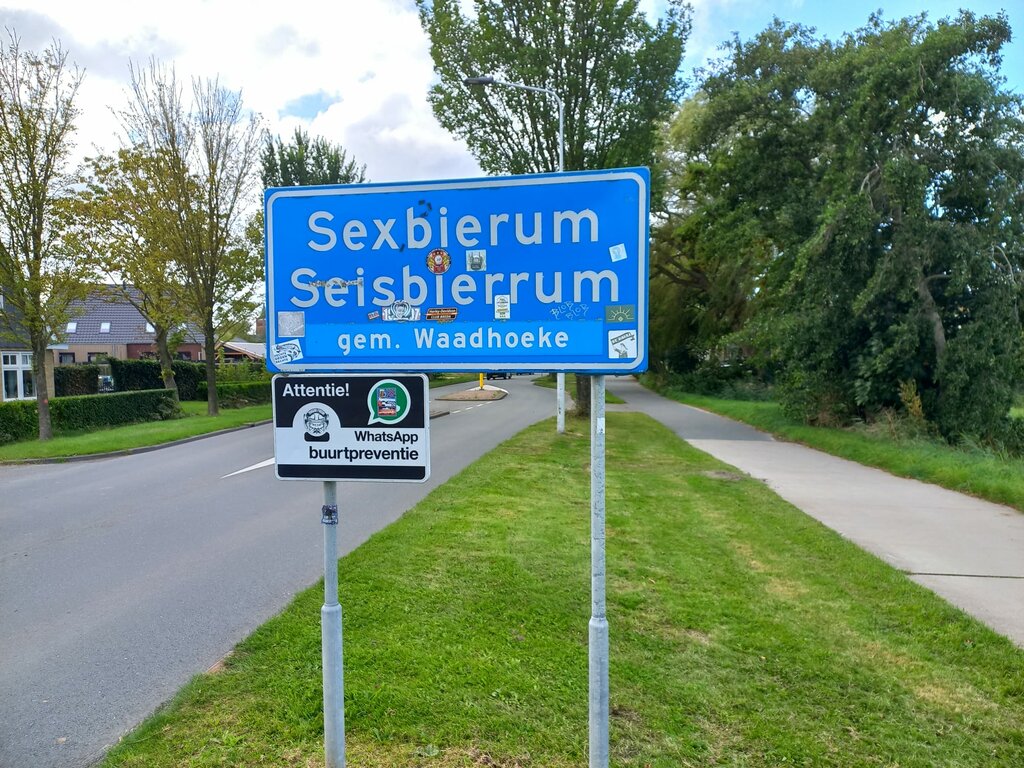 Sexbierum
Seisbierrum
gem. Waadhoeke
Attentie!
WhatsApp
buurtpreventie